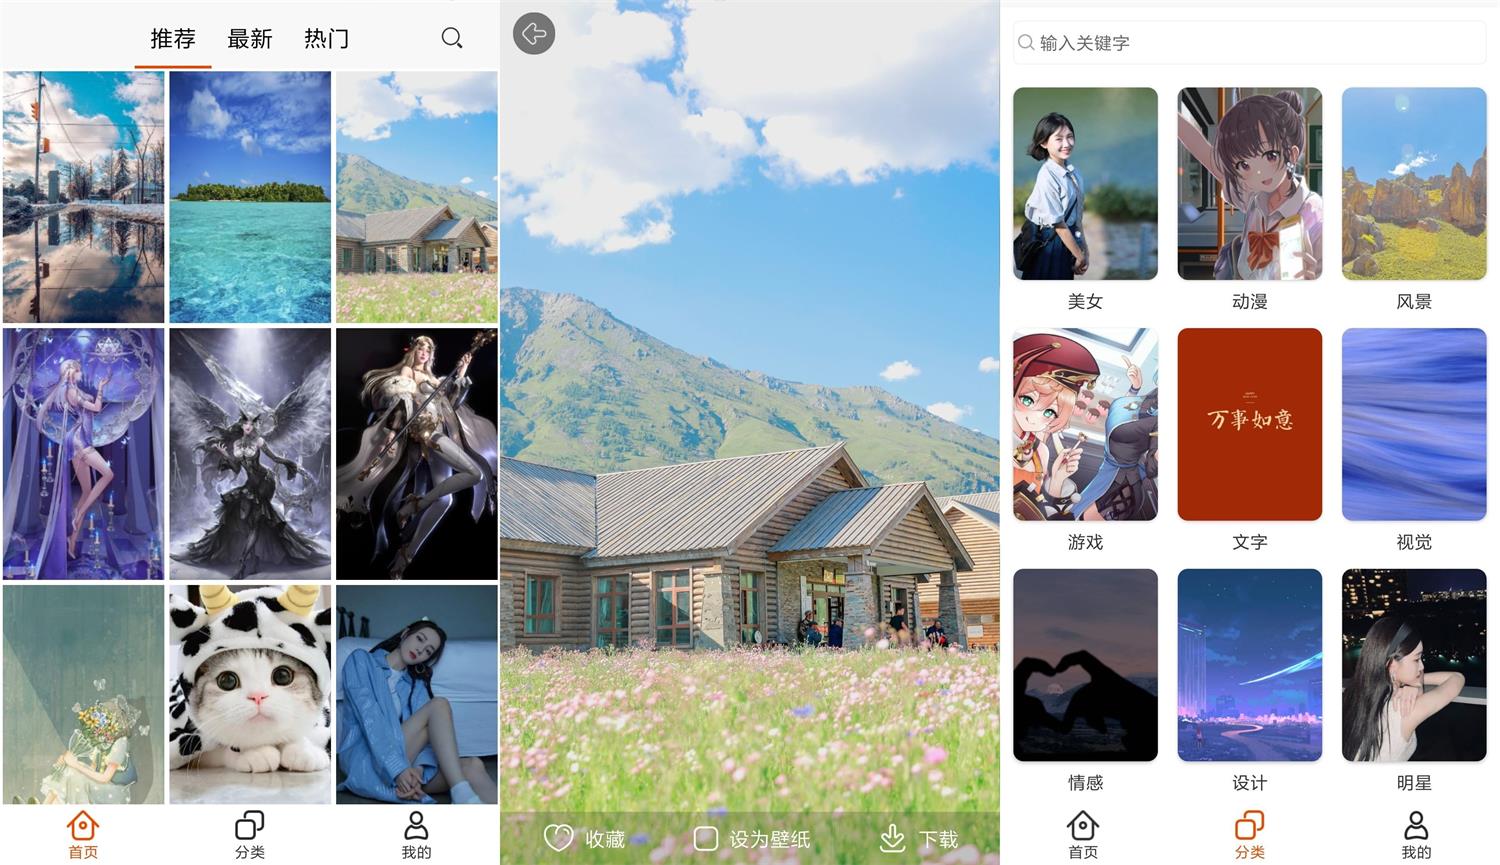 推荐
最新
热门
首页
分类
我的
收藏
设为壁纸
下载
输入关键字
美女
动漫
风景
万事如意
游戏
文字
视觉
情感
设计
明星
首页
分类
我的